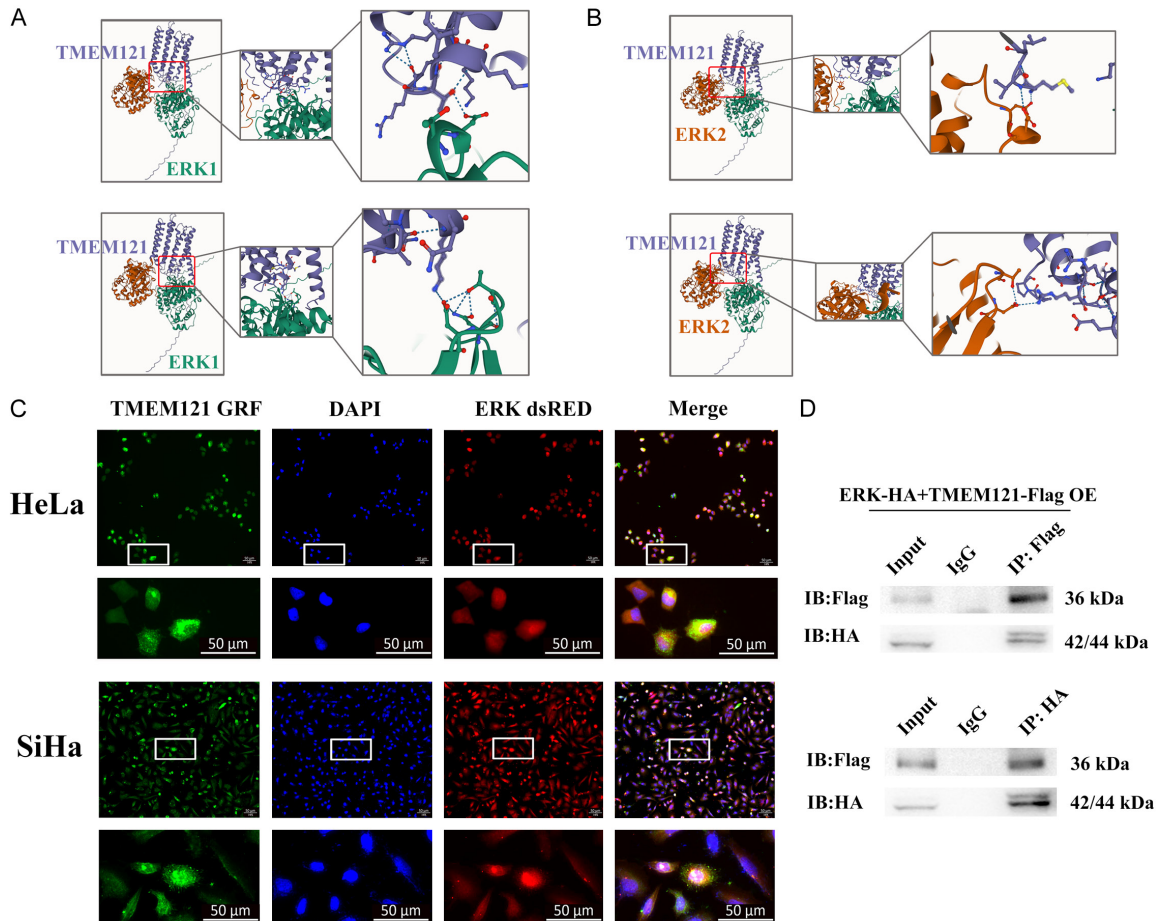 A
B
TMEM121
ERK1
TMEM121
ERK2
TMEM121
ERK1
TMEM121
ERK2
C
D
TMEM121 GRF DAPI ERK dsRED Merge
HeLa
50 μm 50 μm 50 μm 50 μm
SiHa
50 μm 50 μm 50 μm 50 μm
ERK-HA+TMEM121-Flag OE
Input IgG IP: Flag
IB:Flag 36 kDa
IB:HA 42/44 kDa
Input IgG IP: HA
IB:Flag 36 kDa
IB:HA 42/44 kDa